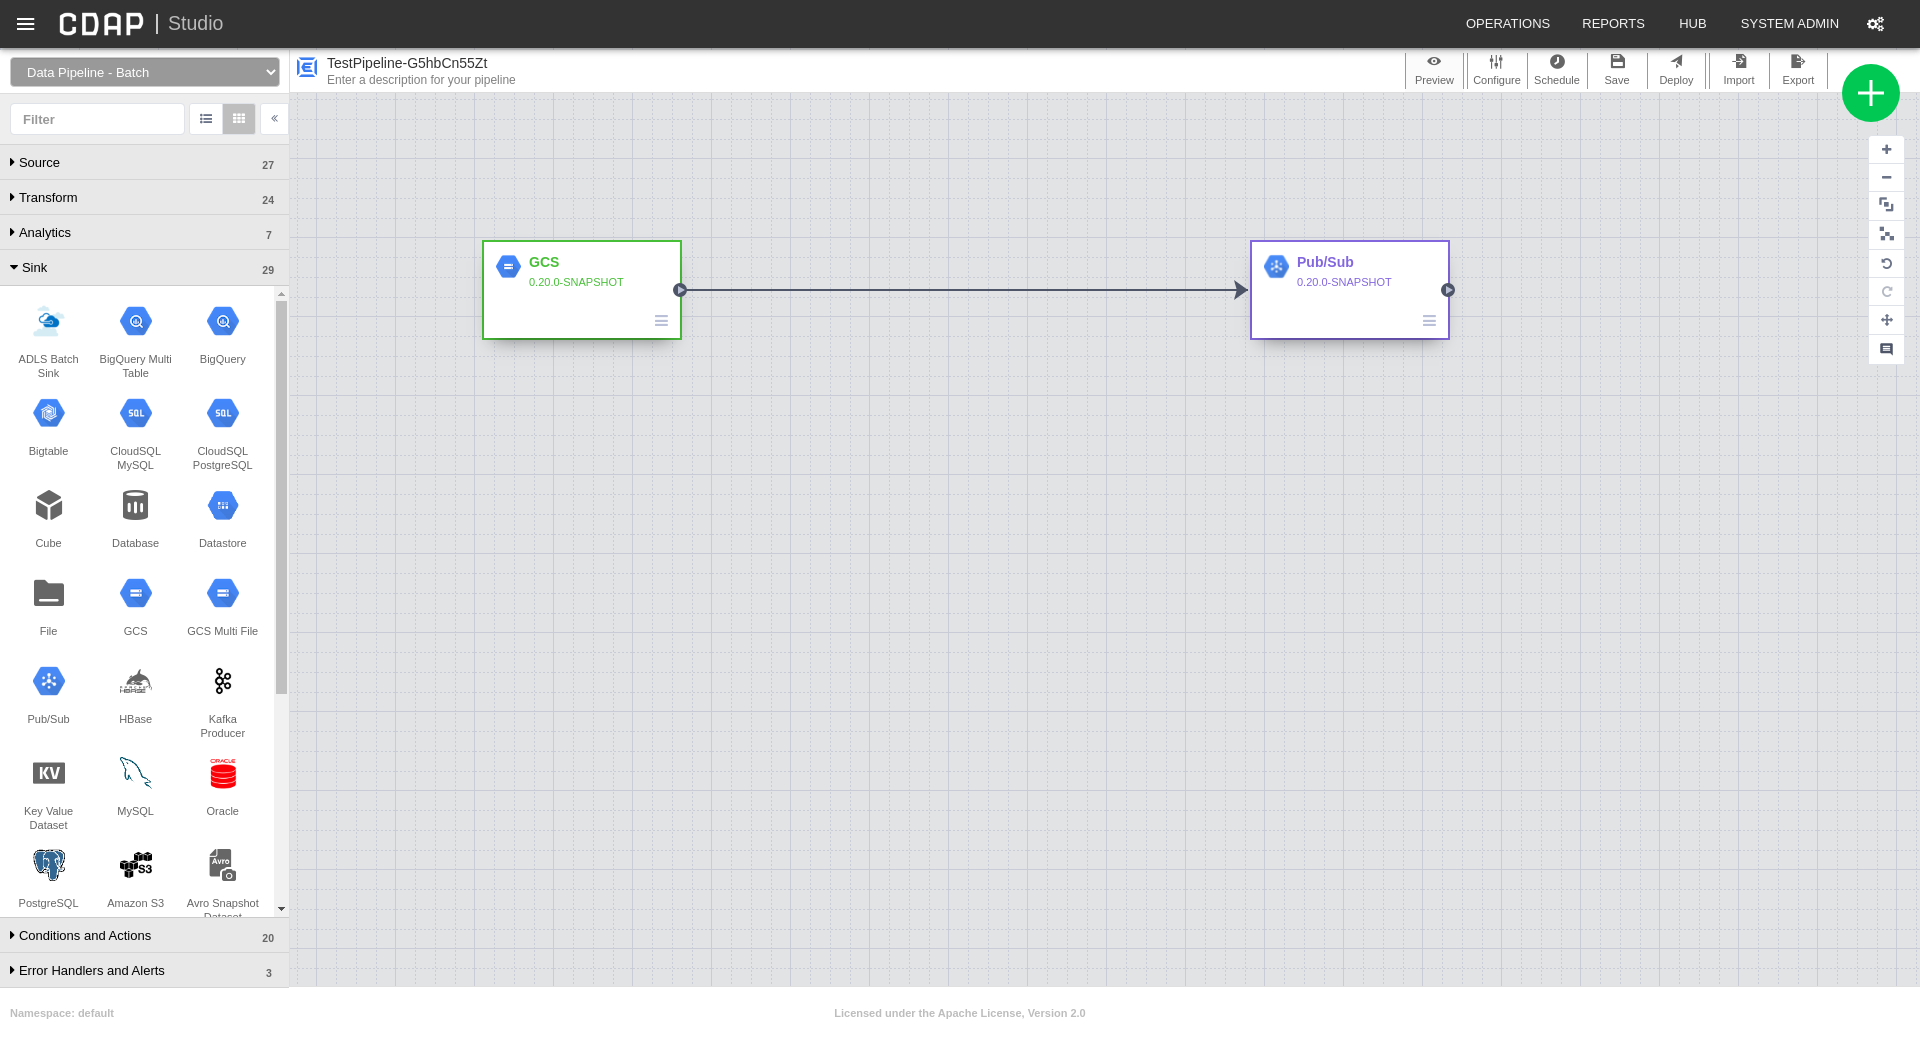 CDAP | Studio
OPERATIONS
REPORTS
HUB
SYSTEM ADMIN
Data Pipeline - Batch
TestPipeline-G5hbCn55Zt
Enter a description for your pipeline
Preview
Configure
Schedule
Save
Deploy
Import
Export
Filter
Source 27
Transform 24
Analytics 7
Sink 29
ADLS Batch
Sink
BigQuery Multi
Table
BigQuery
Bigtable
SQL
CloudSQL
MySQL
SQL
CloudSQL
PostgreSQL
Cube
Database
Datastore
File
GCS
GCS Multi File
Pub/Sub
HBASE
HBase
Kafka
Producer
KV
Key Value
Dataset
MySQL
ORACLE
Oracle
PostgreSQL
S3
Amazon S3
Avro
Avro Snapshot
Dataset
Conditions and Actions 20
Error Handlers and Alerts 3
GCS
0.20.0-SNAPSHOT
Pub/Sub
0.20.0-SNAPSHOT
Namespace: default
Licensed under the Apache License, Version 2.0